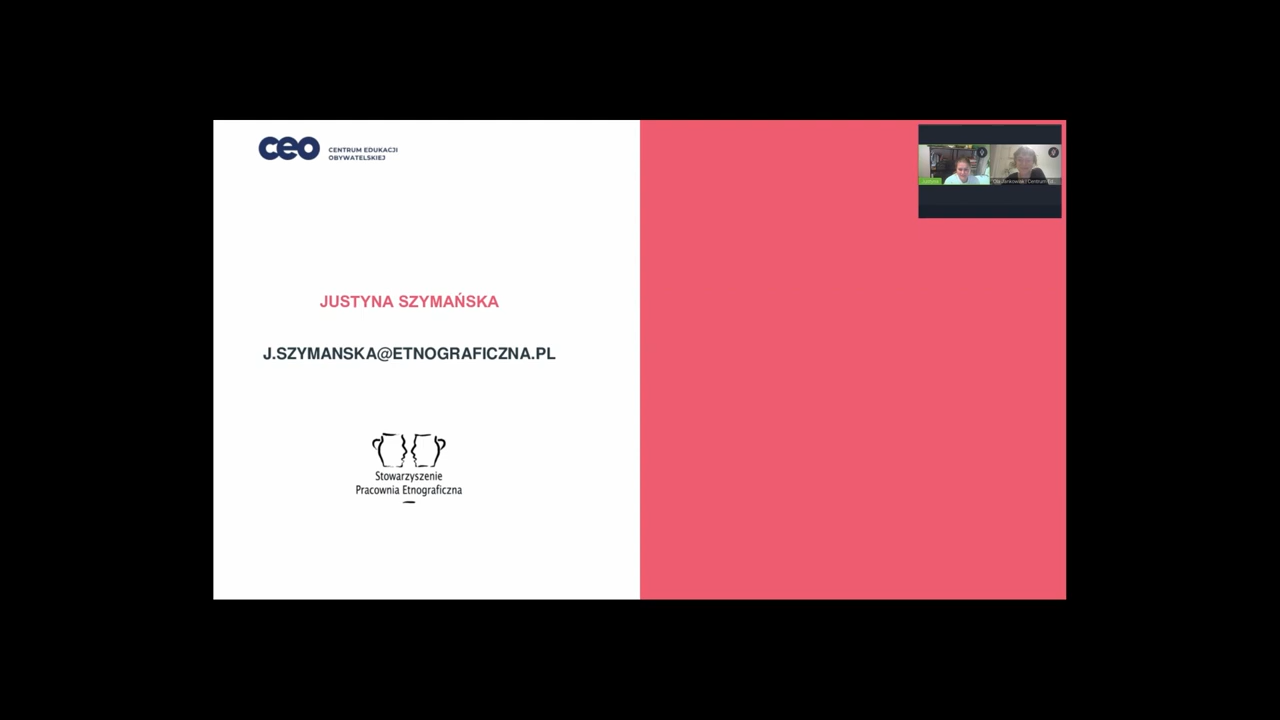 ceo
CENTRUM EDUKACJI
OBYWATELSKIEJ
JUSTYNA SZYMAŃSKA
J.SZYMANSKA@ETNOGRAFICZNA.PL
Stowarzyszenie
Pracownia Etnograficzna